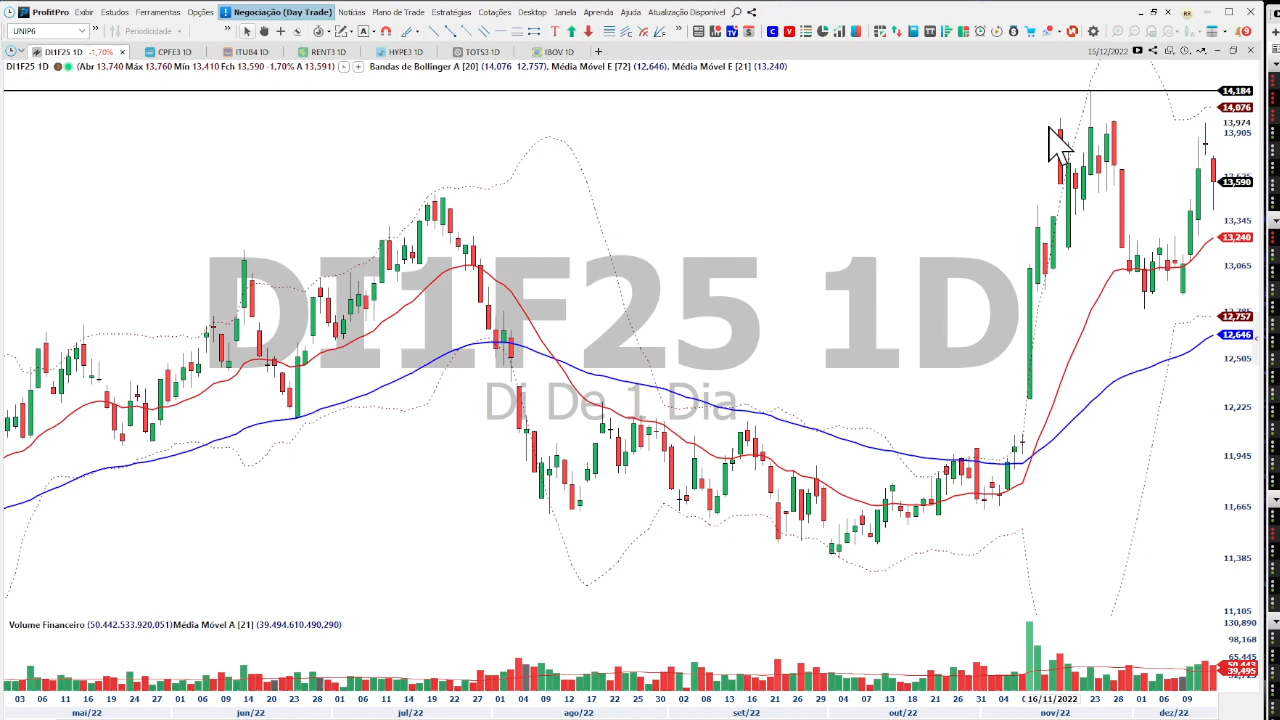 ProfitPro Exibir Estudos Ferramentas Opções Negociação (Day Trade) Notícias Plano de Trade Estratégias Cotações Desktop Janela Aprenda Ajuda Atualização Disponível RR
UNIP6 Periodicidade
DI1F25 1D -1,70% CPFE3 1D ITUB4 1D RENT3 1D HYPE3 1D TOTS3 1D IBOV 1D
15/12/2022
DI1F25 1D (Abr 13,740 Máx 13,760 Mín 13,410 Fch 13,590 -1,70% A 13,591) Bandas de Bollinger A [20] (14,076 12,757), Média Móvel E [72] (12,646), Média Móvel E [21] (13,240)
14,184
14,076
13,974
13,905
13,590
13,345
13,240
13,065
12,757
12,646
12,505
12,225
11,945
11,665
11,385
11,105
DI1F25 1D
Di De 1 Dia
Volume Financeiro (50.442.533.920,051) Média Móvel A [21] (39.494.610.490,290)
130,890
98,168
65,445
39,495
03 11 16 19 24 27 01 06 09 14 20 23 28 01 06 11 14 19 22 27 01 04 09 12 17 22 25 30 02 08 13 16 21 26 29 04 07 13 18 21 26 31 16/11/2022 23 28 01 06 09
mai/22 jun/22 jul/22 ago/22 set/22 out/22 nov/22 dez/22